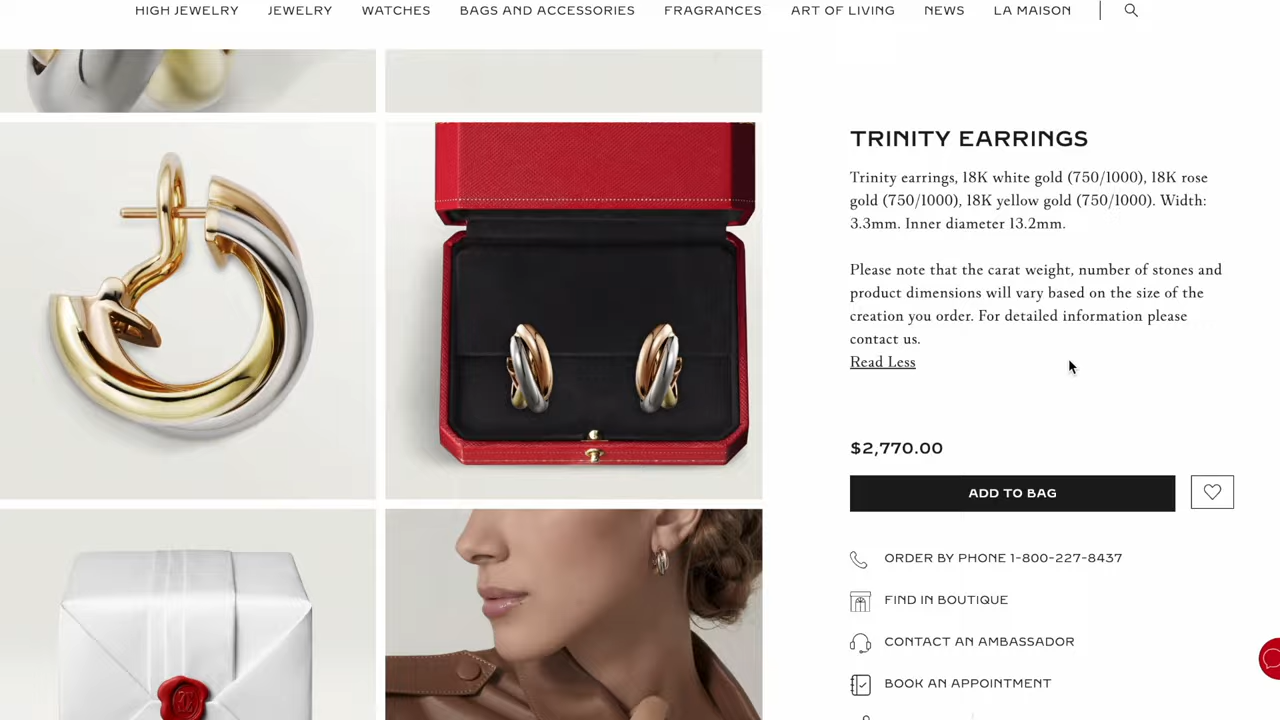 HIGH JEWELRY JEWELRY WATCHES BAGS AND ACCESSORIES FRAGRANCES ART OF LIVING NEWS LA MAISON
TRINITY EARRINGS
Trinity earrings, 18K white gold (750/1000), 18K rose
gold (750/1000), 18K yellow gold (750/1000). Width:
3.3mm. Inner diameter 13.2mm.
Please note that the carat weight, number of stones and
product dimensions will vary based on the size of the
creation you order. For detailed information please
contact us.
Read Less
$2,770.00
ADD TO BAG
ORDER BY PHONE 1-800-227-8437
FIND IN BOUTIQUE
CONTACT AN AMBASSADOR
BOOK AN APPOINTMENT